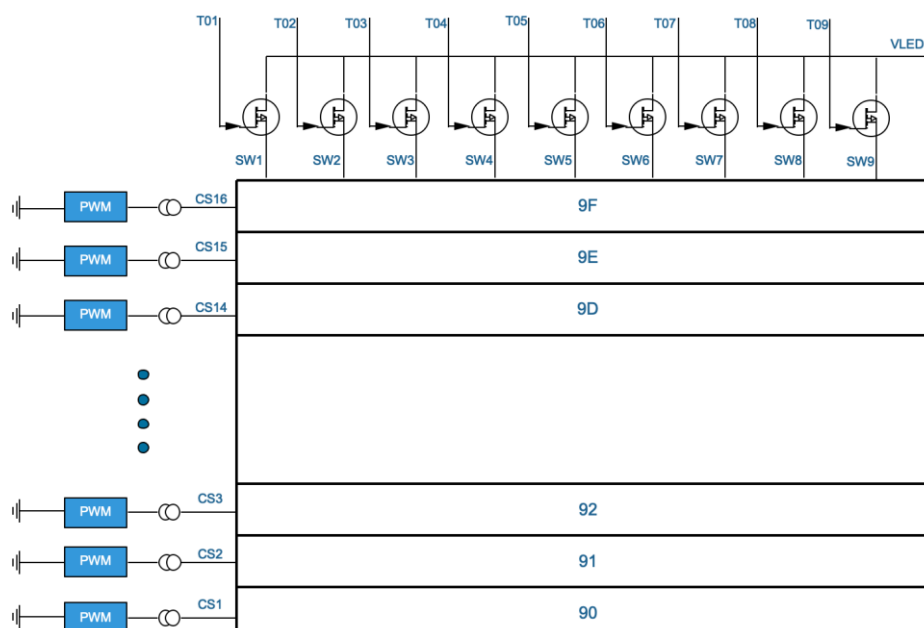 T01 T02 T03 T04 T05 T06 T07 T08 T09
VLED
SW1 SW2 SW3 SW4 SW5 SW6 SW7 SW8 SW9
PWM CS16 9F
PWM CS15 9E
PWM CS14 9D
PWM CS3 92
PWM CS2 91
PWM CS1 90